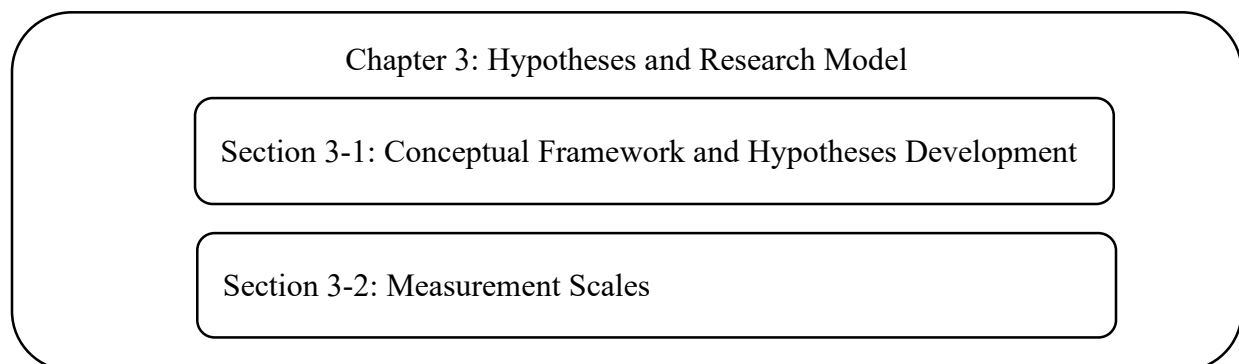 Chapter 3: Hypotheses and Research Model
Section 3-1: Conceptual Framework and Hypotheses Development
Section 3-2: Measurement Scales